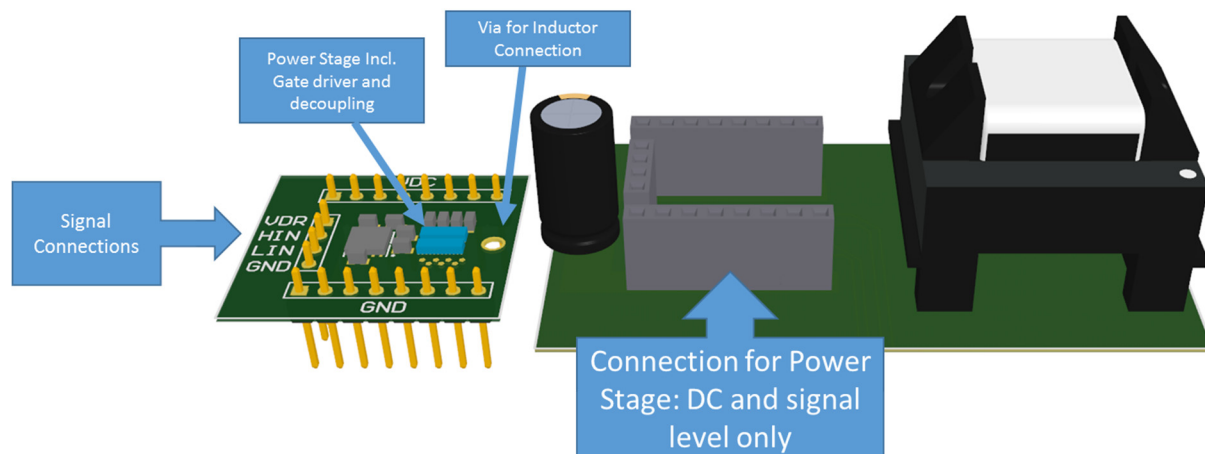 Via for Inductor
Connection
Power Stage Incl.
Gate driver and
decoupling
Signal
Connections
VDC
VDR
HIN
LIN
GND
GND
Connection for Power
Stage: DC and signal
level only